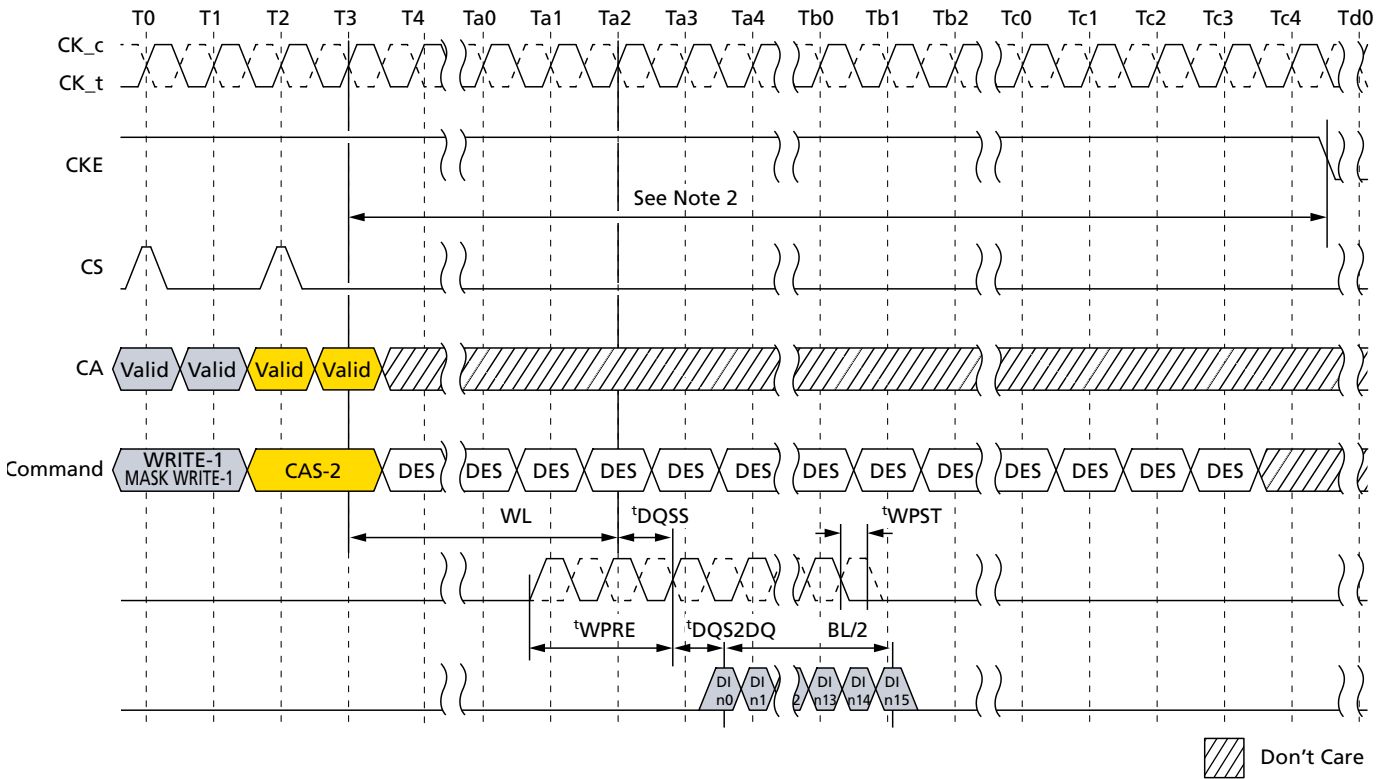 T0 T1 T2 T3 T4 Ta0 Ta1 Ta2 Ta3 Ta4 Tb0 Tb1 Tb2 Tc0 Tc1 Tc2 Tc3 Tc4 Td0
CK_c
CK_t
CKE
See Note 2
CS
CA Valid Valid Valid Valid
Command WRITE-1 MASK WRITE-1 CAS-2 DES DES DES DES DES DES DES DES DES DES DES DES DES
WL tDQSS tWPST
tWPRE tDQS2DQ BL/2
DI n0 DI n1 2 DI n13 DI n14 DI n15
Don't Care